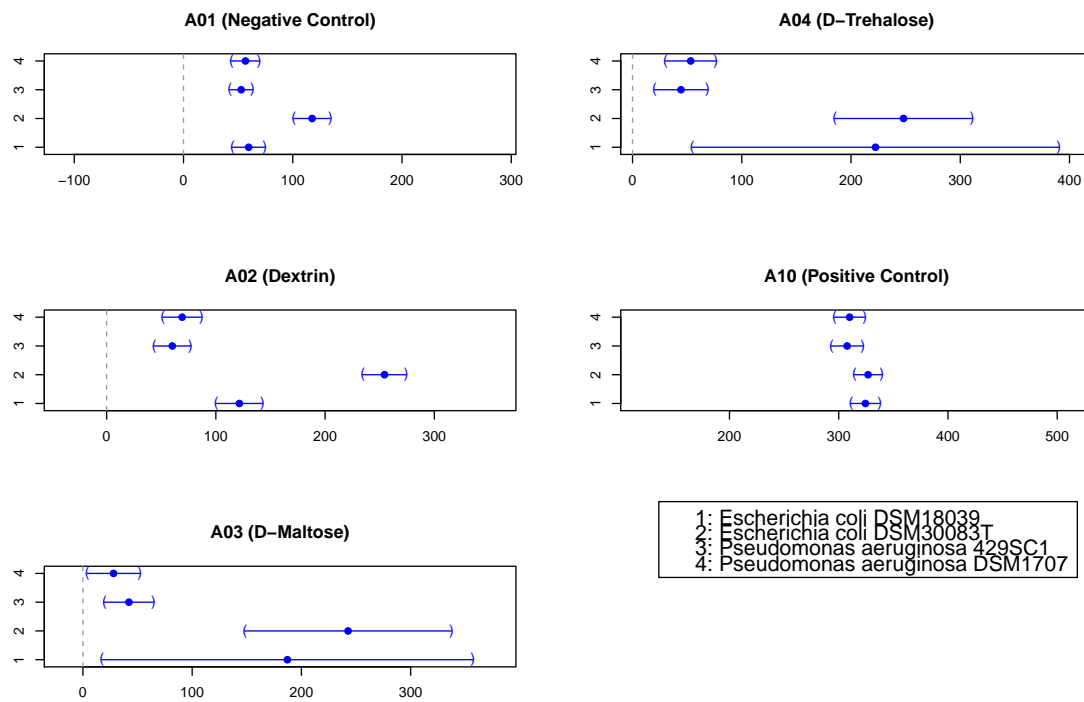 A01 (Negative Control)
4
3
2
1
−100 0 100 200 300
A04 (D−Trehalose)
4
3
2
1
0 100 200 300 400
A02 (Dextrin)
4
3
2
1
0 100 200 300
A10 (Positive Control)
4
3
2
1
200 300 400 500
A03 (D−Maltose)
4
3
2
1
0 100 200 300
1: Escherichia coli DSM18039
2: Escherichia coli DSM30083T
3: Pseudomonas aeruginosa 429SC1
4: Pseudomonas aeruginosa DSM1707